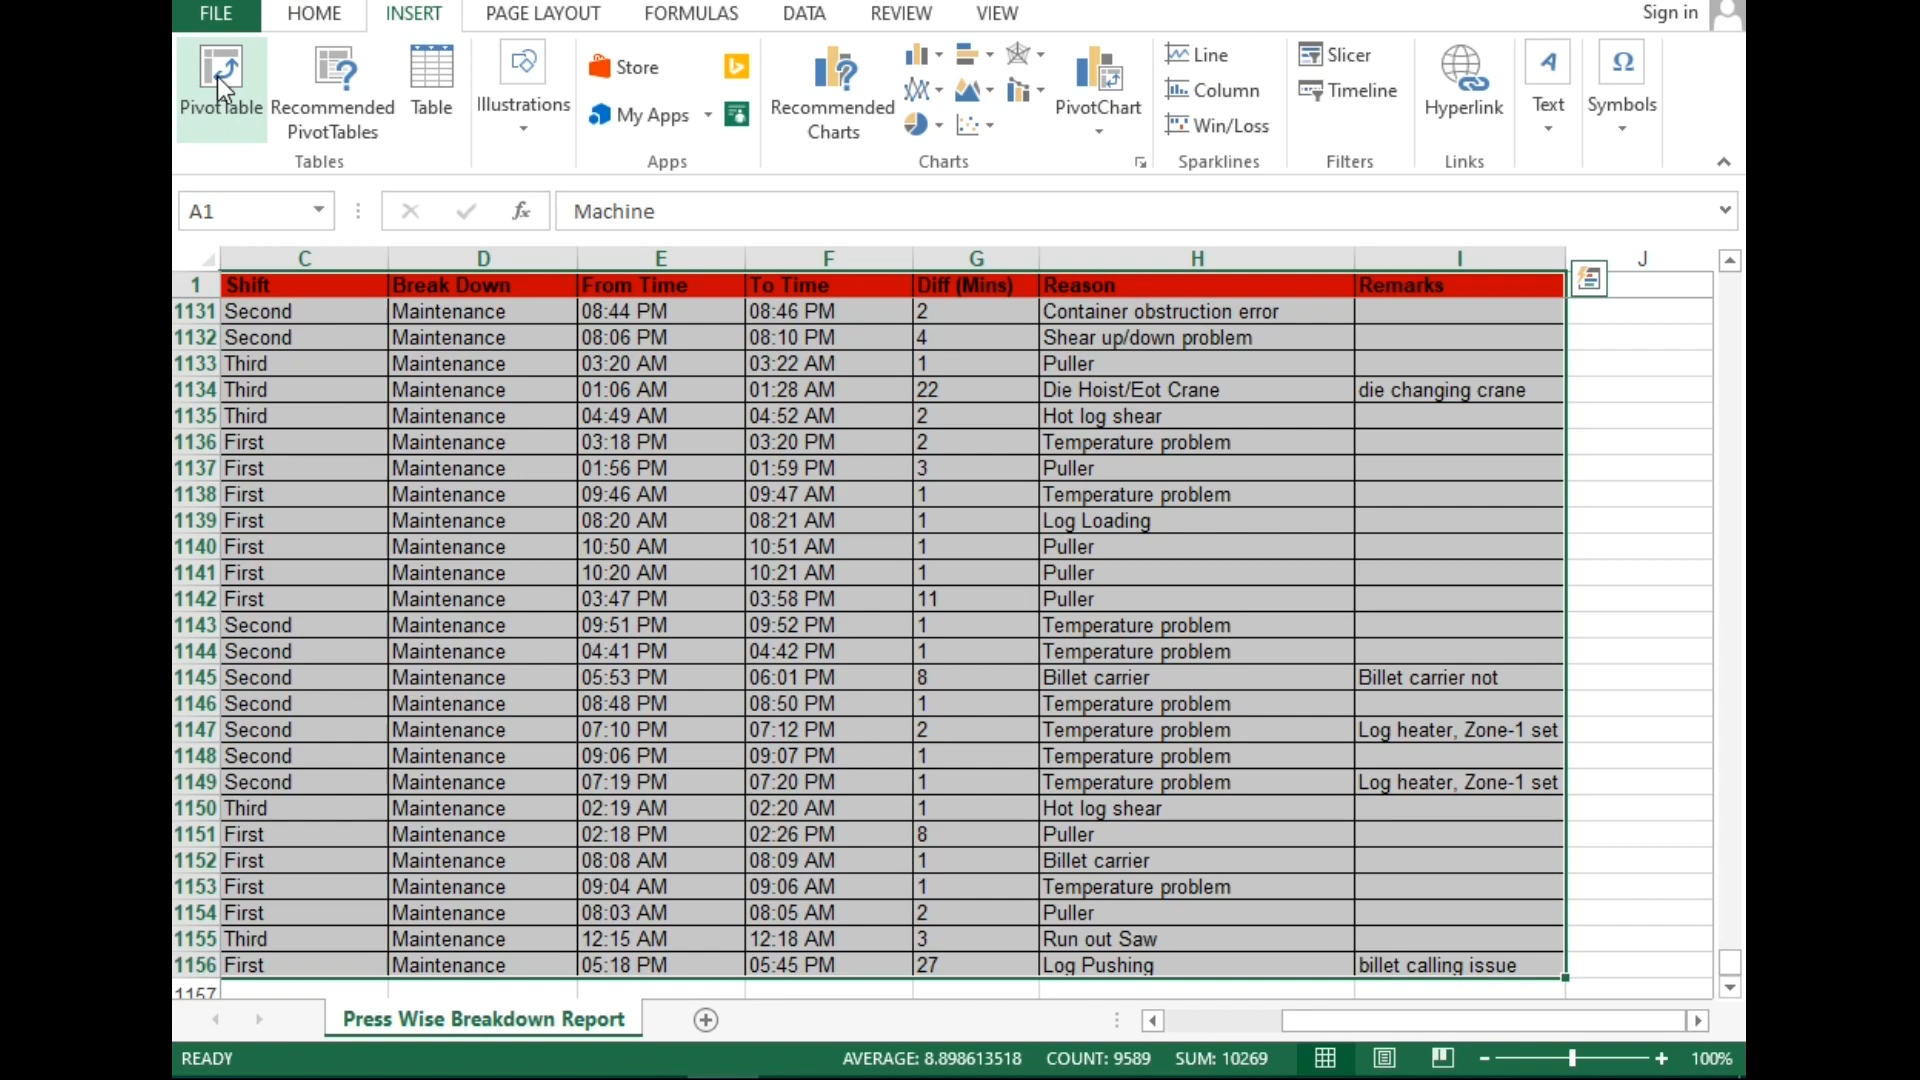 FILE HOME INSERT PAGE LAYOUT FORMULAS DATA REVIEW VIEW Sign in
PivotTable
Recommended PivotTables
Table
Illustrations
Store
My Apps
Recommended Charts
PivotChart
Line
Column
Win/Loss
Slicer
Timeline
Hyperlink
A
Text
Ω
Symbols
Tables Apps Charts Sparklines Filters Links
A1 fx Machine
C D E F G H I J
1 Shift Break Down From Time To Time Diff (Mins) Reason Remarks
1131 Second Maintenance 08:44 PM 08:46 PM 2 Container obstruction error
1132 Second Maintenance 08:06 PM 08:10 PM 4 Shear up/down problem
1133 Third Maintenance 03:20 AM 03:22 AM 1 Puller
1134 Third Maintenance 01:06 AM 01:28 AM 22 Die Hoist/Eot Crane die changing crane
1135 Third Maintenance 04:49 AM 04:52 AM 2 Hot log shear
1136 First Maintenance 03:18 PM 03:20 PM 2 Temperature problem
1137 First Maintenance 01:56 PM 01:59 PM 3 Puller
1138 First Maintenance 09:46 AM 09:47 AM 1 Temperature problem
1139 First Maintenance 08:20 AM 08:21 AM 1 Log Loading
1140 First Maintenance 10:50 AM 10:51 AM 1 Puller
1141 First Maintenance 10:20 AM 10:21 AM 1 Puller
1142 First Maintenance 03:47 PM 03:58 PM 11 Puller
1143 Second Maintenance 09:51 PM 09:52 PM 1 Temperature problem
1144 Second Maintenance 04:41 PM 04:42 PM 1 Temperature problem
1145 Second Maintenance 05:53 PM 06:01 PM 8 Billet carrier Billet carrier not
1146 Second Maintenance 08:48 PM 08:50 PM 1 Temperature problem
1147 Second Maintenance 07:10 PM 07:12 PM 2 Temperature problem Log heater, Zone-1 set
1148 Second Maintenance 09:06 PM 09:07 PM 1 Temperature problem
1149 Second Maintenance 07:19 PM 07:20 PM 1 Temperature problem Log heater, Zone-1 set
1150 Third Maintenance 02:19 AM 02:20 AM 1 Hot log shear
1151 First Maintenance 02:18 PM 02:26 PM 8 Puller
1152 First Maintenance 08:08 AM 08:09 AM 1 Billet carrier
1153 First Maintenance 09:04 AM 09:06 AM 1 Temperature problem
1154 First Maintenance 08:03 AM 08:05 AM 2 Puller
1155 Third Maintenance 12:15 AM 12:18 AM 3 Run out Saw
1156 First Maintenance 05:18 PM 05:45 PM 27 Log Pushing billet calling issue
1157
Press Wise Breakdown Report
READY AVERAGE: 8.898613518 COUNT: 9589 SUM: 10269 100%